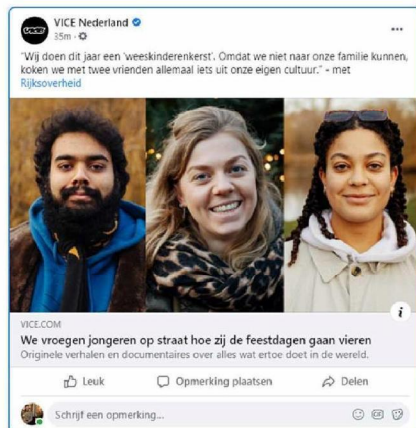 VICE
VICE Nederland
35m ·
"Wij doen dit jaar een 'weeskinderenkerst'. Omdat we niet naar onze familie kunnen,
koken we met twee vrienden allemaal iets uit onze eigen cultuur." - met
Rijksoverheid
i
VICE.COM
We vroegen jongeren op straat hoe zij de feestdagen gaan vieren
Originele verhalen en documentaires over alles wat ertoe doet in de wereld.
Leuk Opmerking plaatsen Delen
Schrijf een opmerking...
GIF